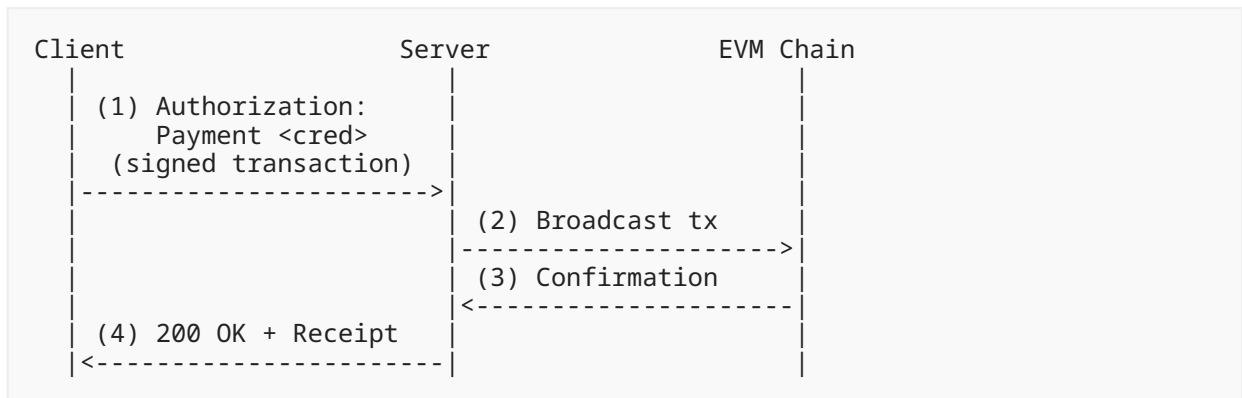 Client Server EVM Chain
(1) Authorization:
Payment <cred>
(signed transaction)
(2) Broadcast tx
(3) Confirmation
(4) 200 OK + Receipt